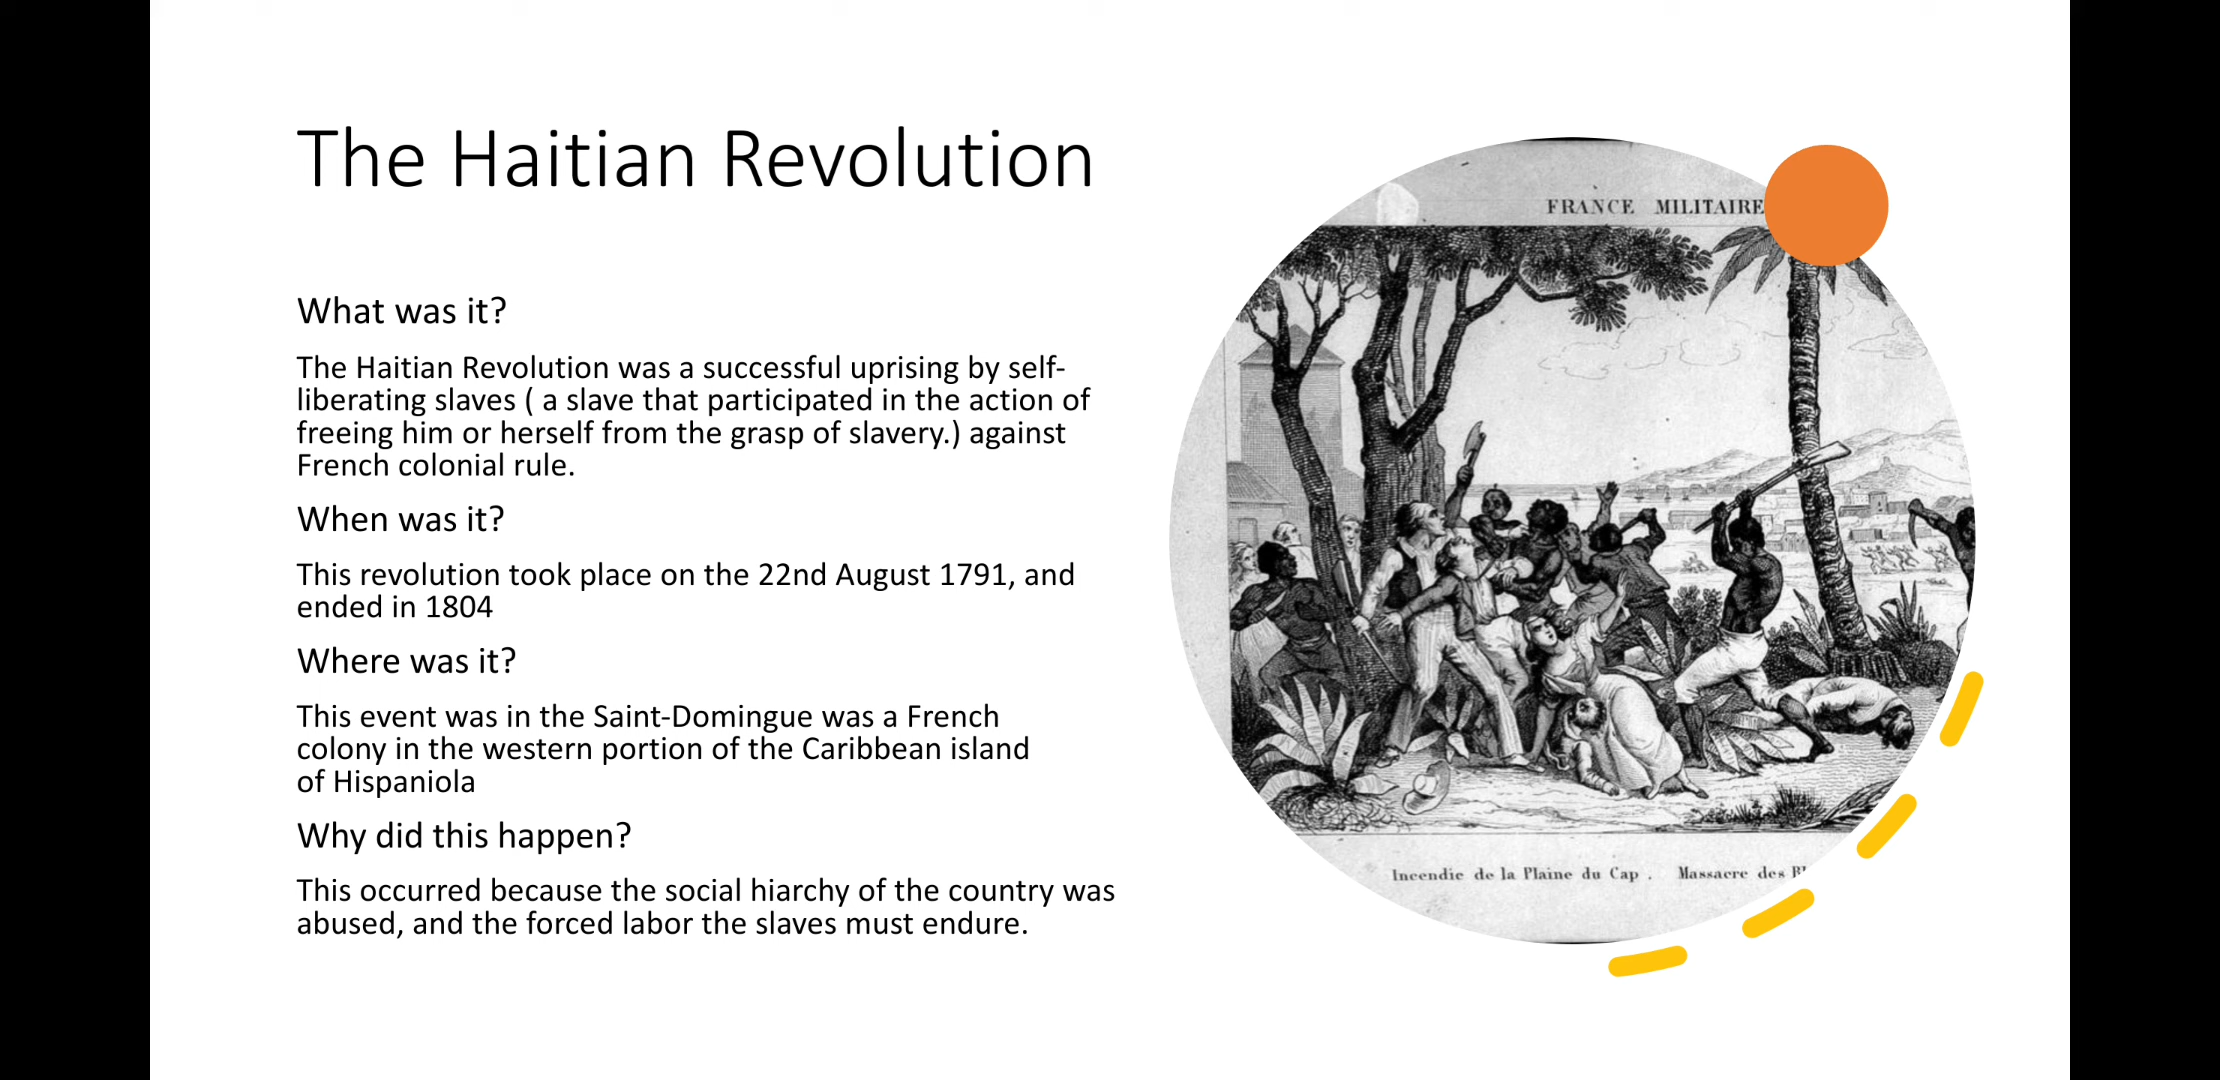 The Haitian Revolution
What was it?
The Haitian Revolution was a successful uprising by self-
liberating slaves ( a slave that participated in the action of
freeing him or herself from the grasp of slavery.) against
French colonial rule.
When was it?
This revolution took place on the 22nd August 1791, and
ended in 1804
Where was it?
This event was in the Saint-Domingue was a French
colony in the western portion of the Caribbean island
of Hispaniola
Why did this happen?
This occurred because the social hiarchy of the country was
abused, and the forced labor the slaves must endure.
FRANCE MILITAIRE
Incendie de la Plaine du Cap . Massacre des